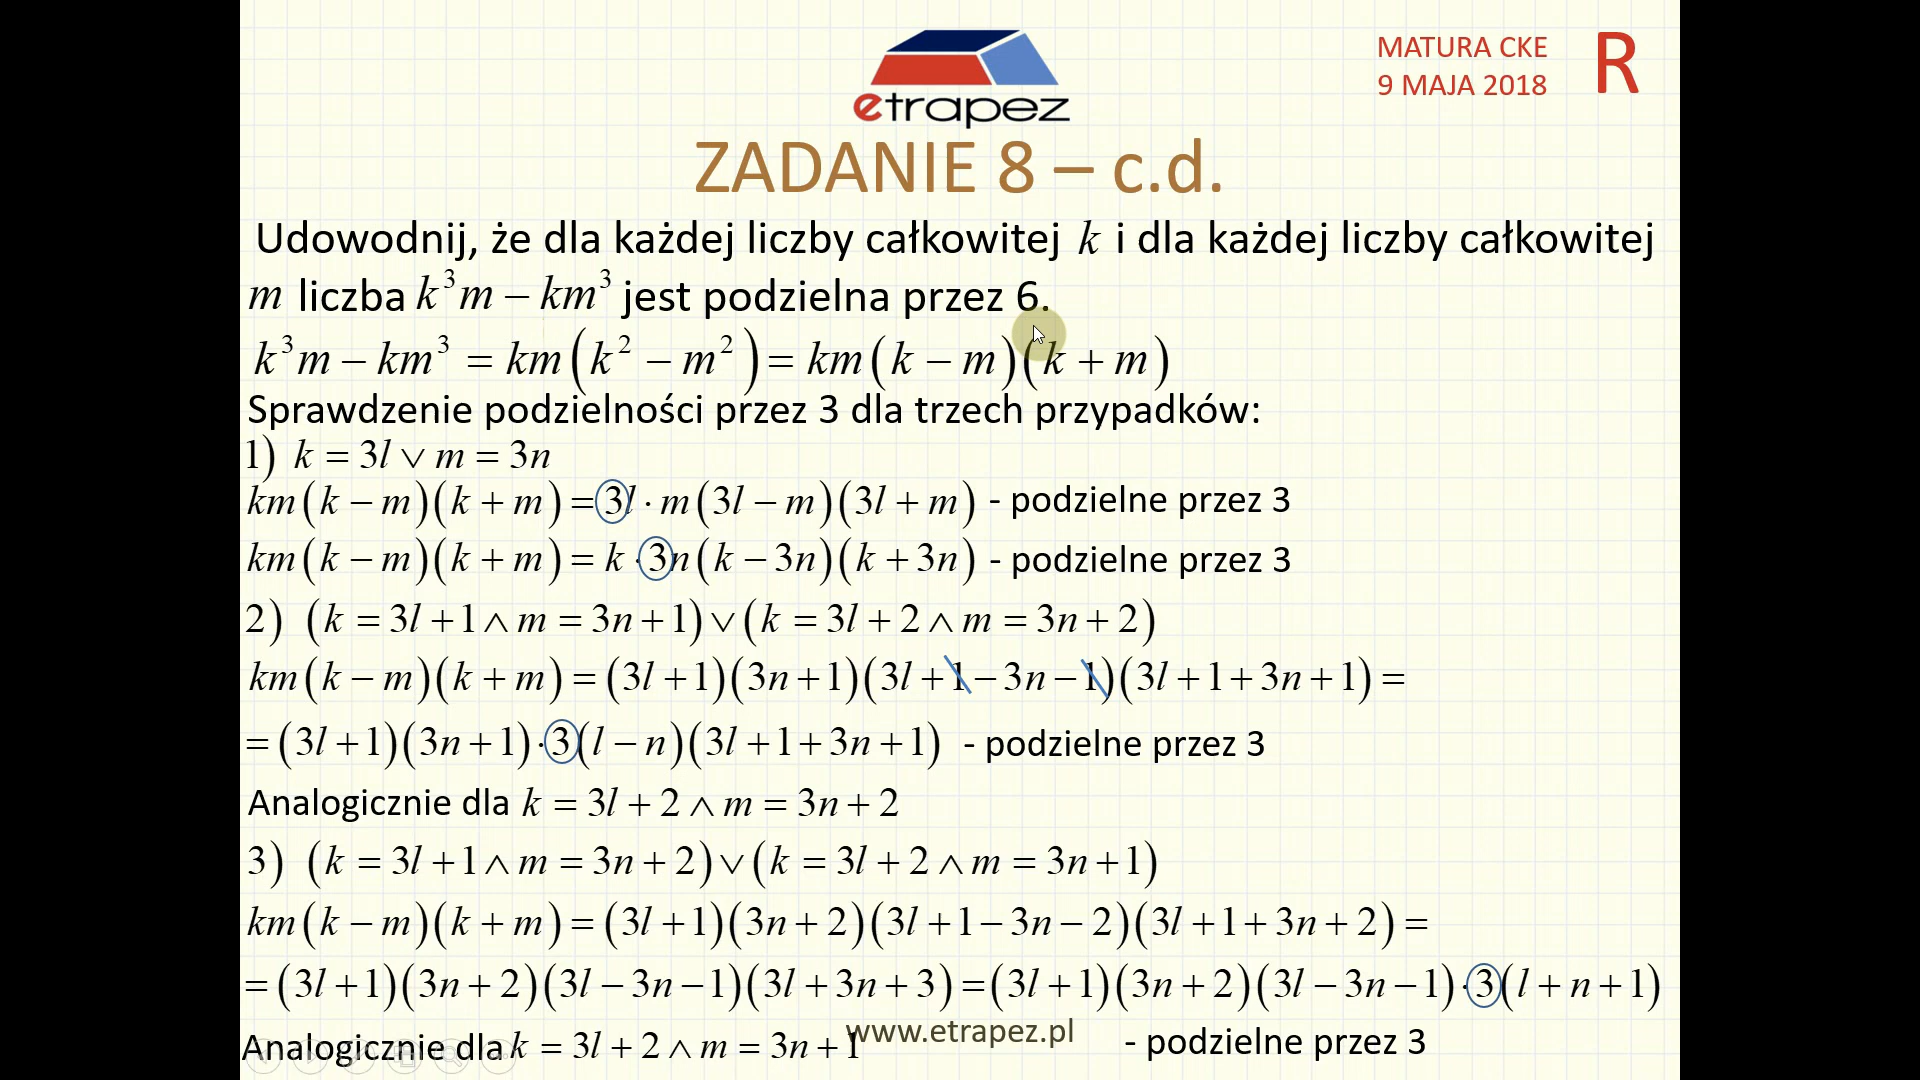 etrapez
MATURA CKE
9 MAJA 2018
R
ZADANIE 8 – c.d.
Udowodnij, że dla każdej liczby całkowitej k i dla każdej liczby całkowitej
m liczba k³m − km³ jest podzielna przez 6.
k³m − km³ = km(k² − m²) = km(k − m)(k + m)
Sprawdzenie podzielności przez 3 dla trzech przypadków:
1) k = 3l ∨ m = 3n
km(k − m)(k + m) = 3l · m(3l − m)(3l + m) - podzielne przez 3
km(k − m)(k + m) = k · 3n(k − 3n)(k + 3n) - podzielne przez 3
2) (k = 3l + 1 ∧ m = 3n + 1) ∨ (k = 3l + 2 ∧ m = 3n + 2)
km(k − m)(k + m) = (3l + 1)(3n + 1)(3l + 1 − 3n − 1)(3l + 1 + 3n + 1) =
= (3l + 1)(3n + 1) · 3(l − n)(3l + 1 + 3n + 1) - podzielne przez 3
Analogicznie dla k = 3l + 2 ∧ m = 3n + 2
3) (k = 3l + 1 ∧ m = 3n + 2) ∨ (k = 3l + 2 ∧ m = 3n + 1)
km(k − m)(k + m) = (3l + 1)(3n + 2)(3l + 1 − 3n − 2)(3l + 1 + 3n + 2) =
= (3l + 1)(3n + 2)(3l − 3n − 1)(3l + 3n + 3) = (3l + 1)(3n + 2)(3l − 3n − 1) · 3(l + n + 1)
Analogicznie dla k = 3l + 2 ∧ m = 3n + 1 - podzielne przez 3
www.etrapez.pl